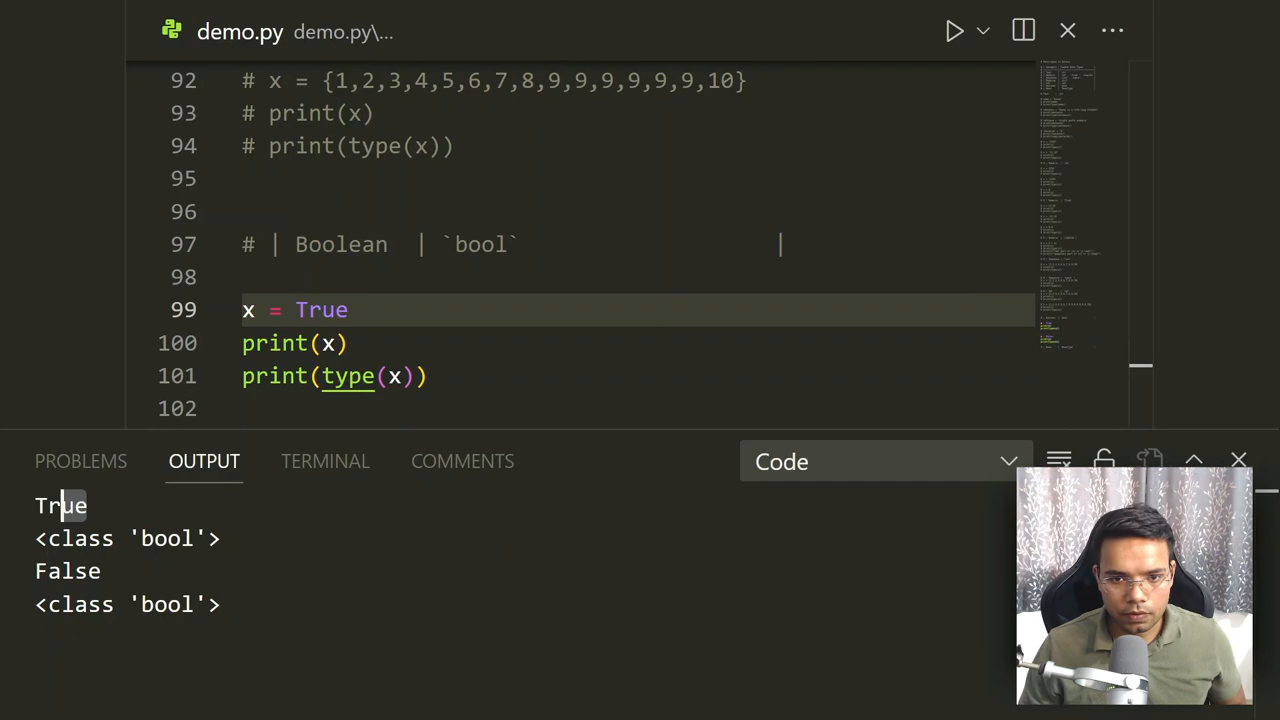 demo.py demo.py\...
92 # x = {1,2,3,4,5,6,7,8,9,9,9,9,9,9,10}
93 # print(x)
94 # print(type(x))
95
96
97 # | Boolean | `bool` |
98
99 x = True
100 print(x)
101 print(type(x))
102
PROBLEMS OUTPUT TERMINAL COMMENTS Code
True
<class 'bool'>
False
<class 'bool'>